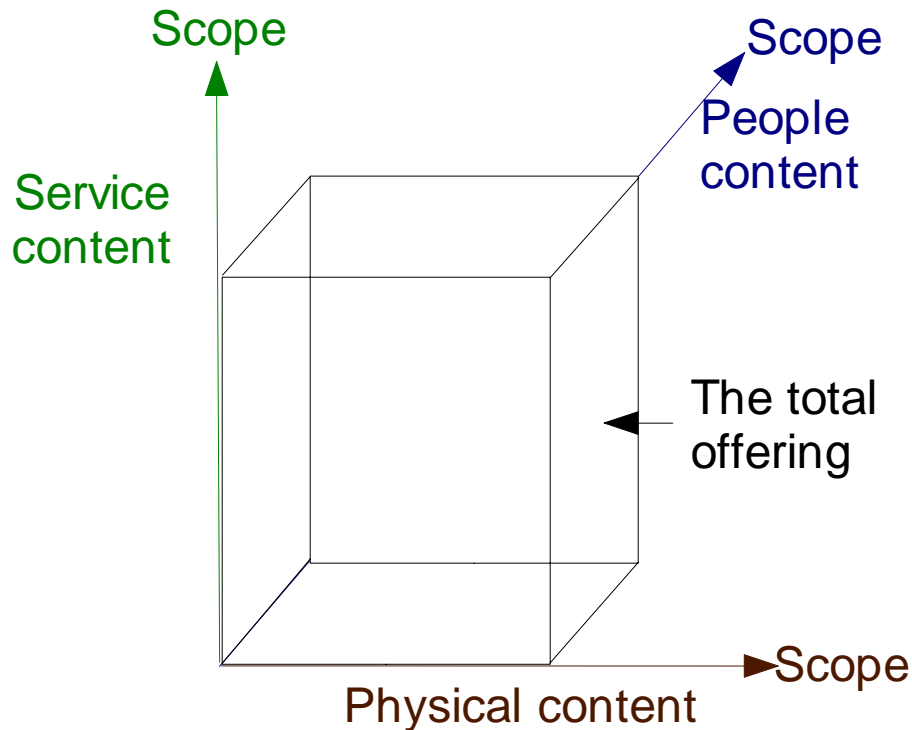 Scope
Scope
People
content
Service
content
The total
offering
Scope
Physical content